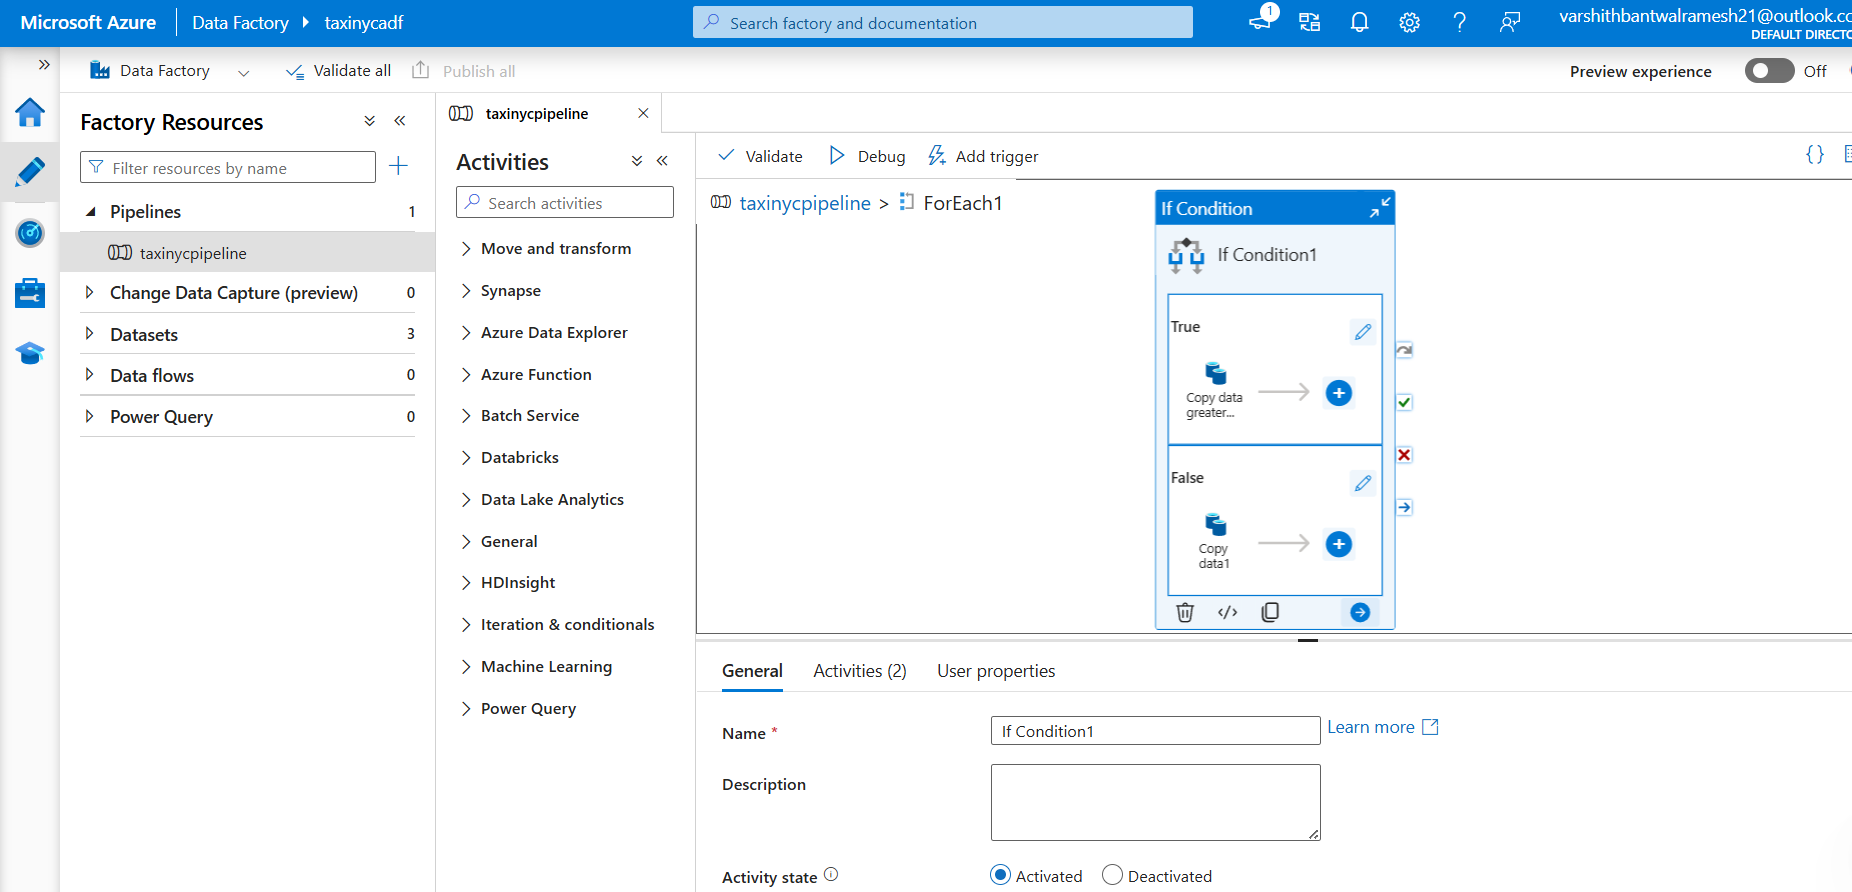 Microsoft Azure
Data Factory
taxinycadf
Search factory and documentation
1
varshithbantwalramesh21@outlook.co
DEFAULT DIRECTO
Data Factory
Validate all
Publish all
Preview experience
Off
Factory Resources
Filter resources by name
Pipelines
1
taxinycpipeline
Change Data Capture (preview)
0
Datasets
3
Data flows
0
Power Query
0
taxinycpipeline
Activities
Search activities
Move and transform
Synapse
Azure Data Explorer
Azure Function
Batch Service
Databricks
Data Lake Analytics
General
HDInsight
Iteration & conditionals
Machine Learning
Power Query
Validate
Debug
Add trigger
taxinycpipeline > ForEach1
If Condition
If Condition1
True
Copy data
greater...
False
Copy
data1
General
Activities (2)
User properties
Name *
If Condition1
Learn more
Description
Activity state
Activated
Deactivated